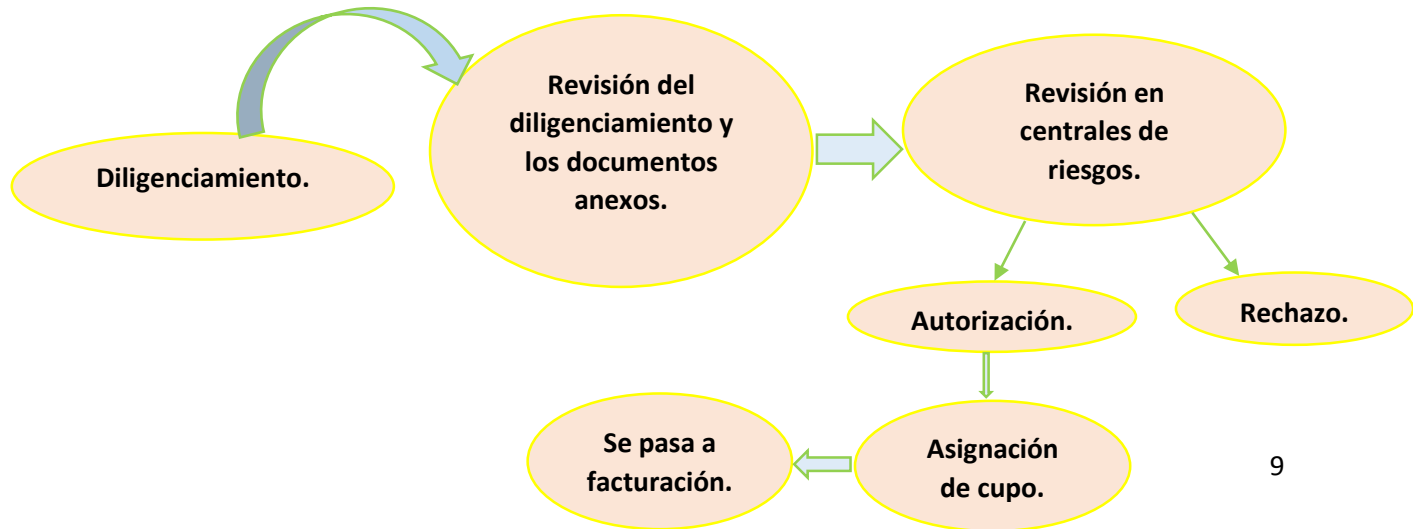 Diligenciamiento.
Revisión del
diligenciamiento y
los documentos
anexos.
Revisión en
centrales de
riesgos.
Autorización.
Rechazo.
Asignación
de cupo.
Se pasa a
facturación.
9